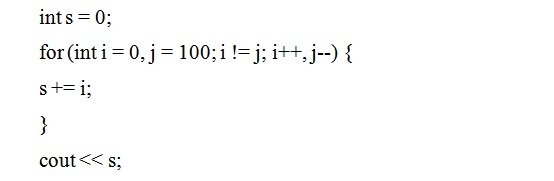 int s = 0;
for (int i = 0, j = 100; i != j; i++, j--) {
s += i;
}
cout << s;